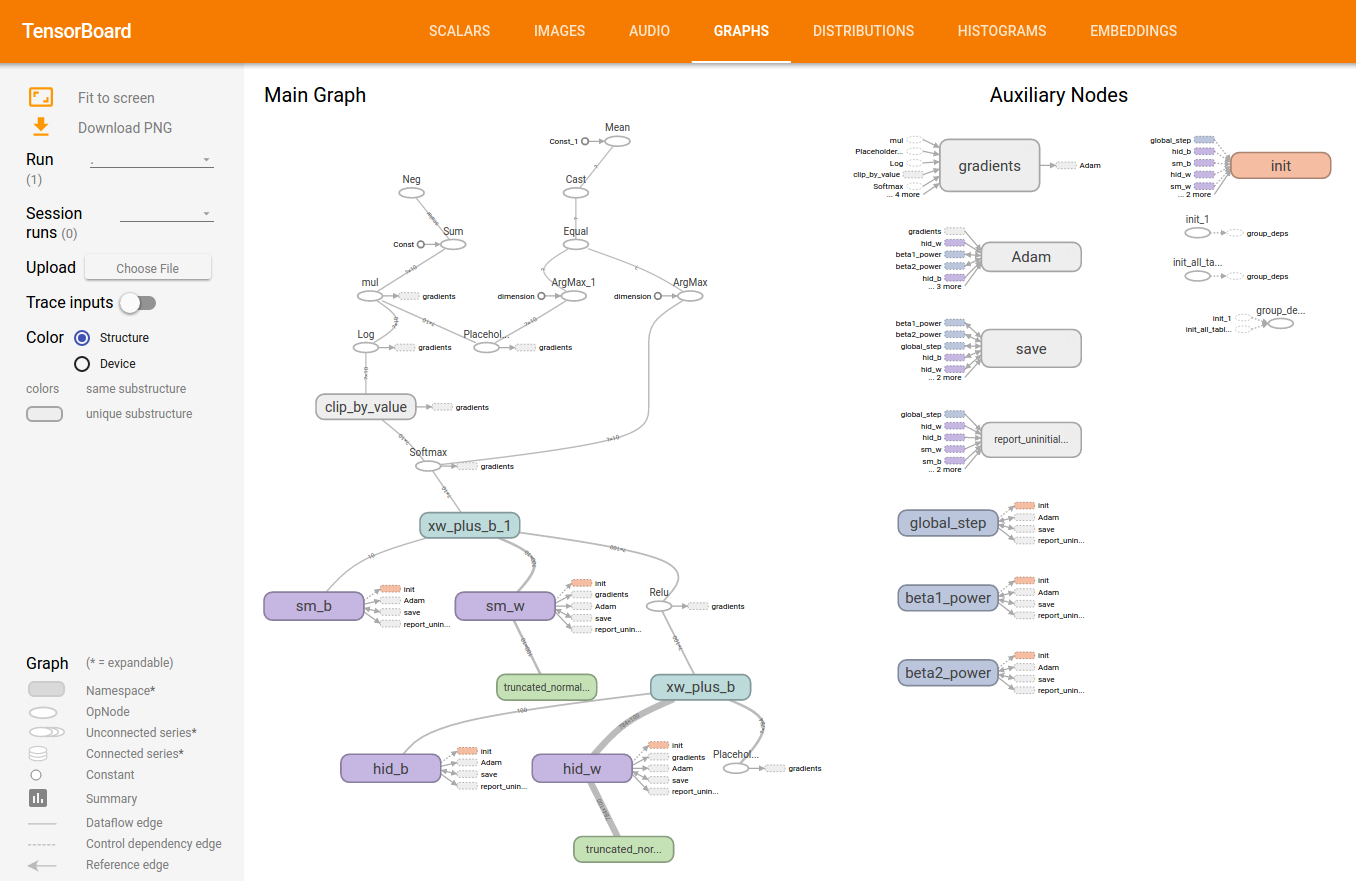 TensorBoard
SCALARS
IMAGES
AUDIO
GRAPHS
DISTRIBUTIONS
HISTOGRAMS
EMBEDDINGS
Fit to screen
Download PNG
Run
.
(1)
Session
runs (0)
Upload
Choose File
Trace inputs
Color
Structure
Device
colors
same substructure
unique substructure
Graph
(* = expandable)
Namespace*
OpNode
Unconnected series*
Connected series*
Constant
Summary
Dataflow edge
Control dependency edge
Reference edge
Main Graph
Mean
Const_1
Neg
Cast
Sum
Const
Equal
mul
gradients
dimension
ArgMax_1
dimension
ArgMax
Log
gradients
Placehol...
gradients
clip_by_value
gradients
Softmax
gradients
?×10
xw_plus_b_1
10
sm_b
init
Adam
save
report_unin...
sm_w
init
gradients
Adam
save
report_unin...
Relu
gradients
truncated_normal...
xw_plus_b
100
hid_b
init
Adam
save
report_unin...
hid_w
init
gradients
Adam
save
report_unin...
Placehol...
gradients
truncated_nor...
Auxiliary Nodes
mul
Placeholder...
Log
clip_by_value
Softmax
... 4 more
gradients
Adam
gradients
hid_w
beta1_power
beta2_power
hid_b
... 3 more
Adam
beta1_power
beta2_power
global_step
hid_b
hid_w
... 2 more
save
global_step
hid_w
hid_b
sm_w
sm_b
... 2 more
report_uninitial...
global_step
init
Adam
save
report_unin...
beta1_power
init
Adam
save
report_unin...
beta2_power
init
Adam
save
report_unin...
global_step
hid_b
sm_b
hid_w
sm_w
... 2 more
init
init_1
group_deps
init_all_ta...
group_deps
init_1
init_all_tabl...
group_de...